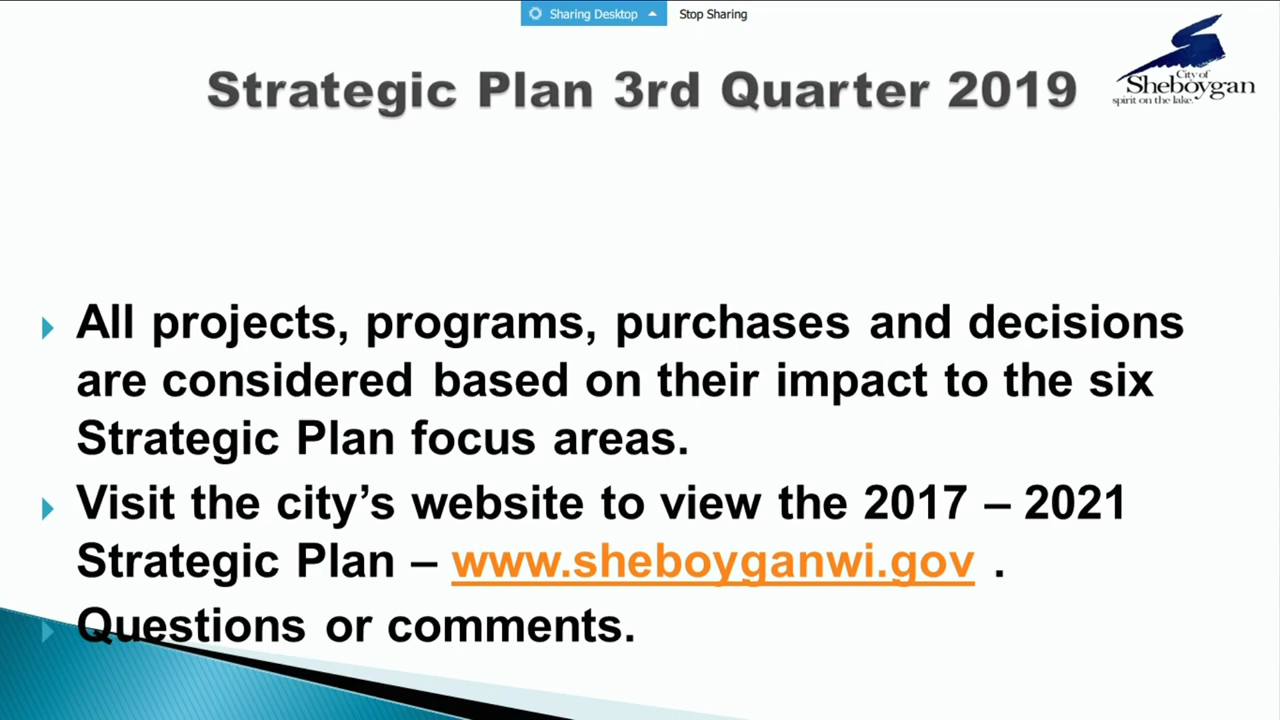 Sharing Desktop Stop Sharing
City of
Sheboygan
spirit on the lake.
Strategic Plan 3rd Quarter 2019
All projects, programs, purchases and decisions
are considered based on their impact to the six
Strategic Plan focus areas.
Visit the city’s website to view the 2017 – 2021
Strategic Plan – www.sheboyganwi.gov .
Questions or comments.